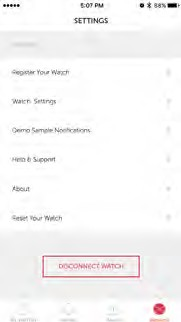 5:07 PM 98%
SETTINGS
Register Your Watch
Watch Settings
Demo Sample Notifications
Help & Support
About
Reset Your Watch
DISCONNECT WATCH